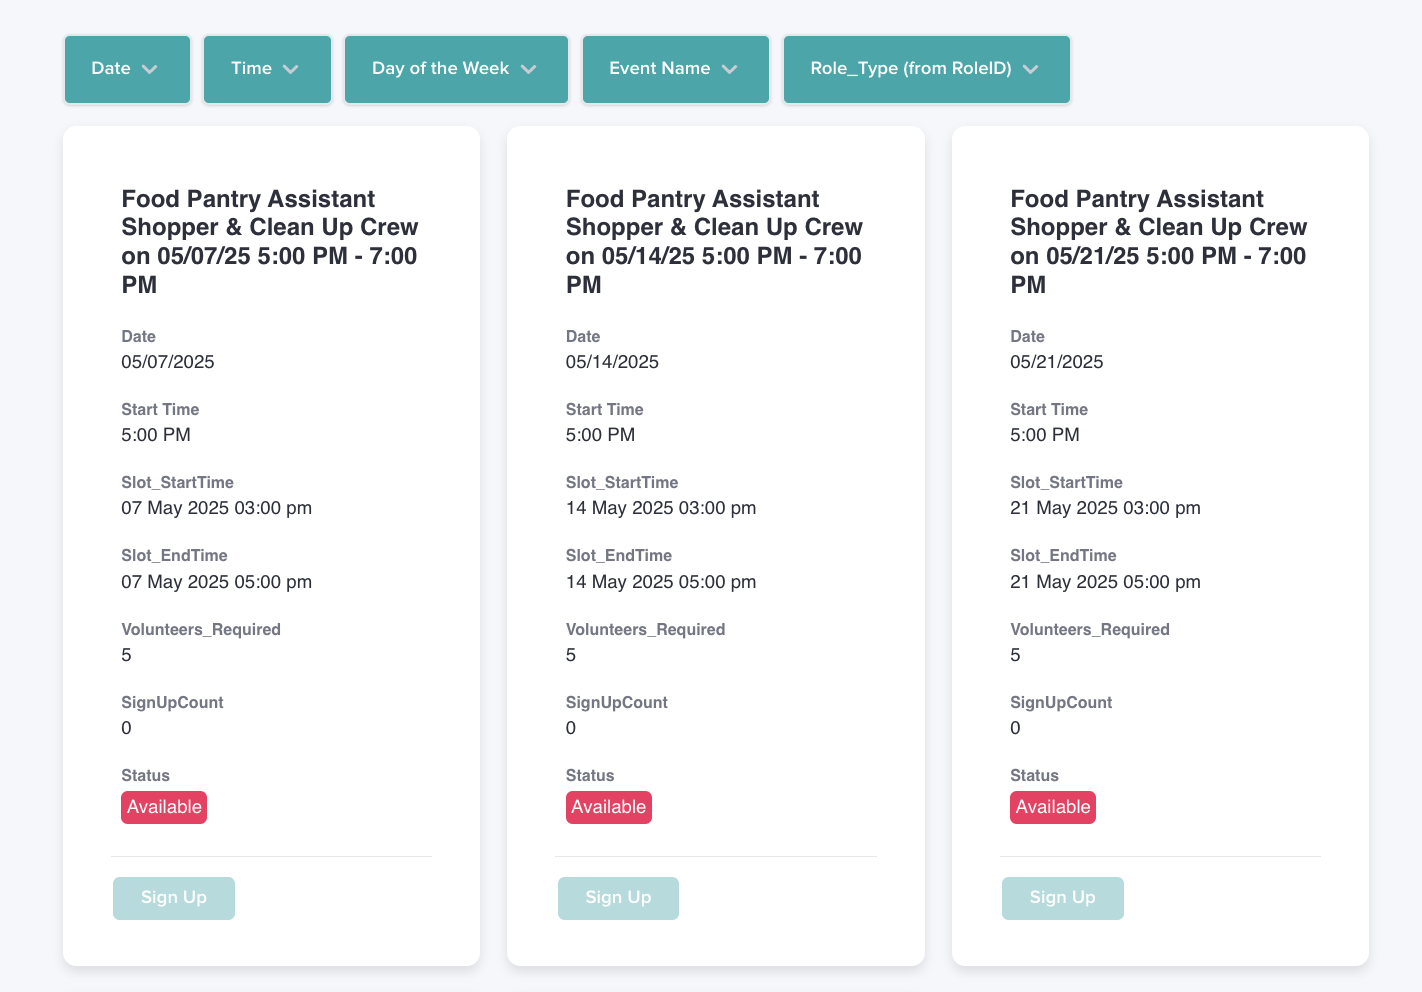 Date
Time
Day of the Week
Event Name
Role_Type (from RoleID)
Food Pantry Assistant
Shopper & Clean Up Crew
on 05/07/25 5:00 PM - 7:00
PM
Date
05/07/2025
Start Time
5:00 PM
Slot_StartTime
07 May 2025 03:00 pm
Slot_EndTime
07 May 2025 05:00 pm
Volunteers_Required
5
SignUpCount
0
Status
Available
Sign Up
Food Pantry Assistant
Shopper & Clean Up Crew
on 05/14/25 5:00 PM - 7:00
PM
Date
05/14/2025
Start Time
5:00 PM
Slot_StartTime
14 May 2025 03:00 pm
Slot_EndTime
14 May 2025 05:00 pm
Volunteers_Required
5
SignUpCount
0
Status
Available
Sign Up
Food Pantry Assistant
Shopper & Clean Up Crew
on 05/21/25 5:00 PM - 7:00
PM
Date
05/21/2025
Start Time
5:00 PM
Slot_StartTime
21 May 2025 03:00 pm
Slot_EndTime
21 May 2025 05:00 pm
Volunteers_Required
5
SignUpCount
0
Status
Available
Sign Up